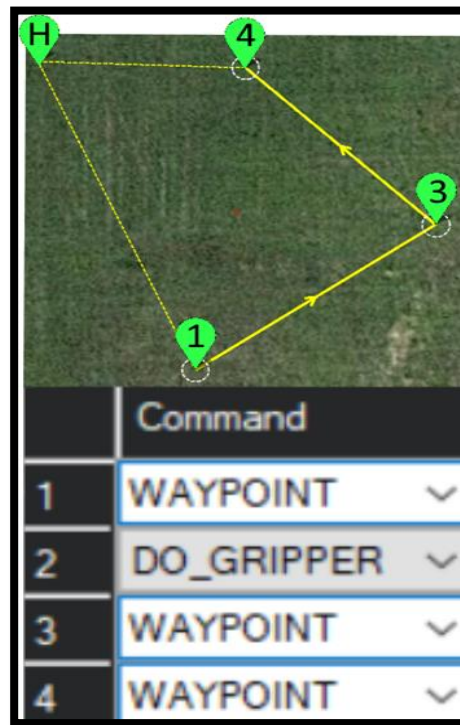 H
4
3
1
Command
1 WAYPOINT
2 DO_GRIPPER
3 WAYPOINT
4 WAYPOINT